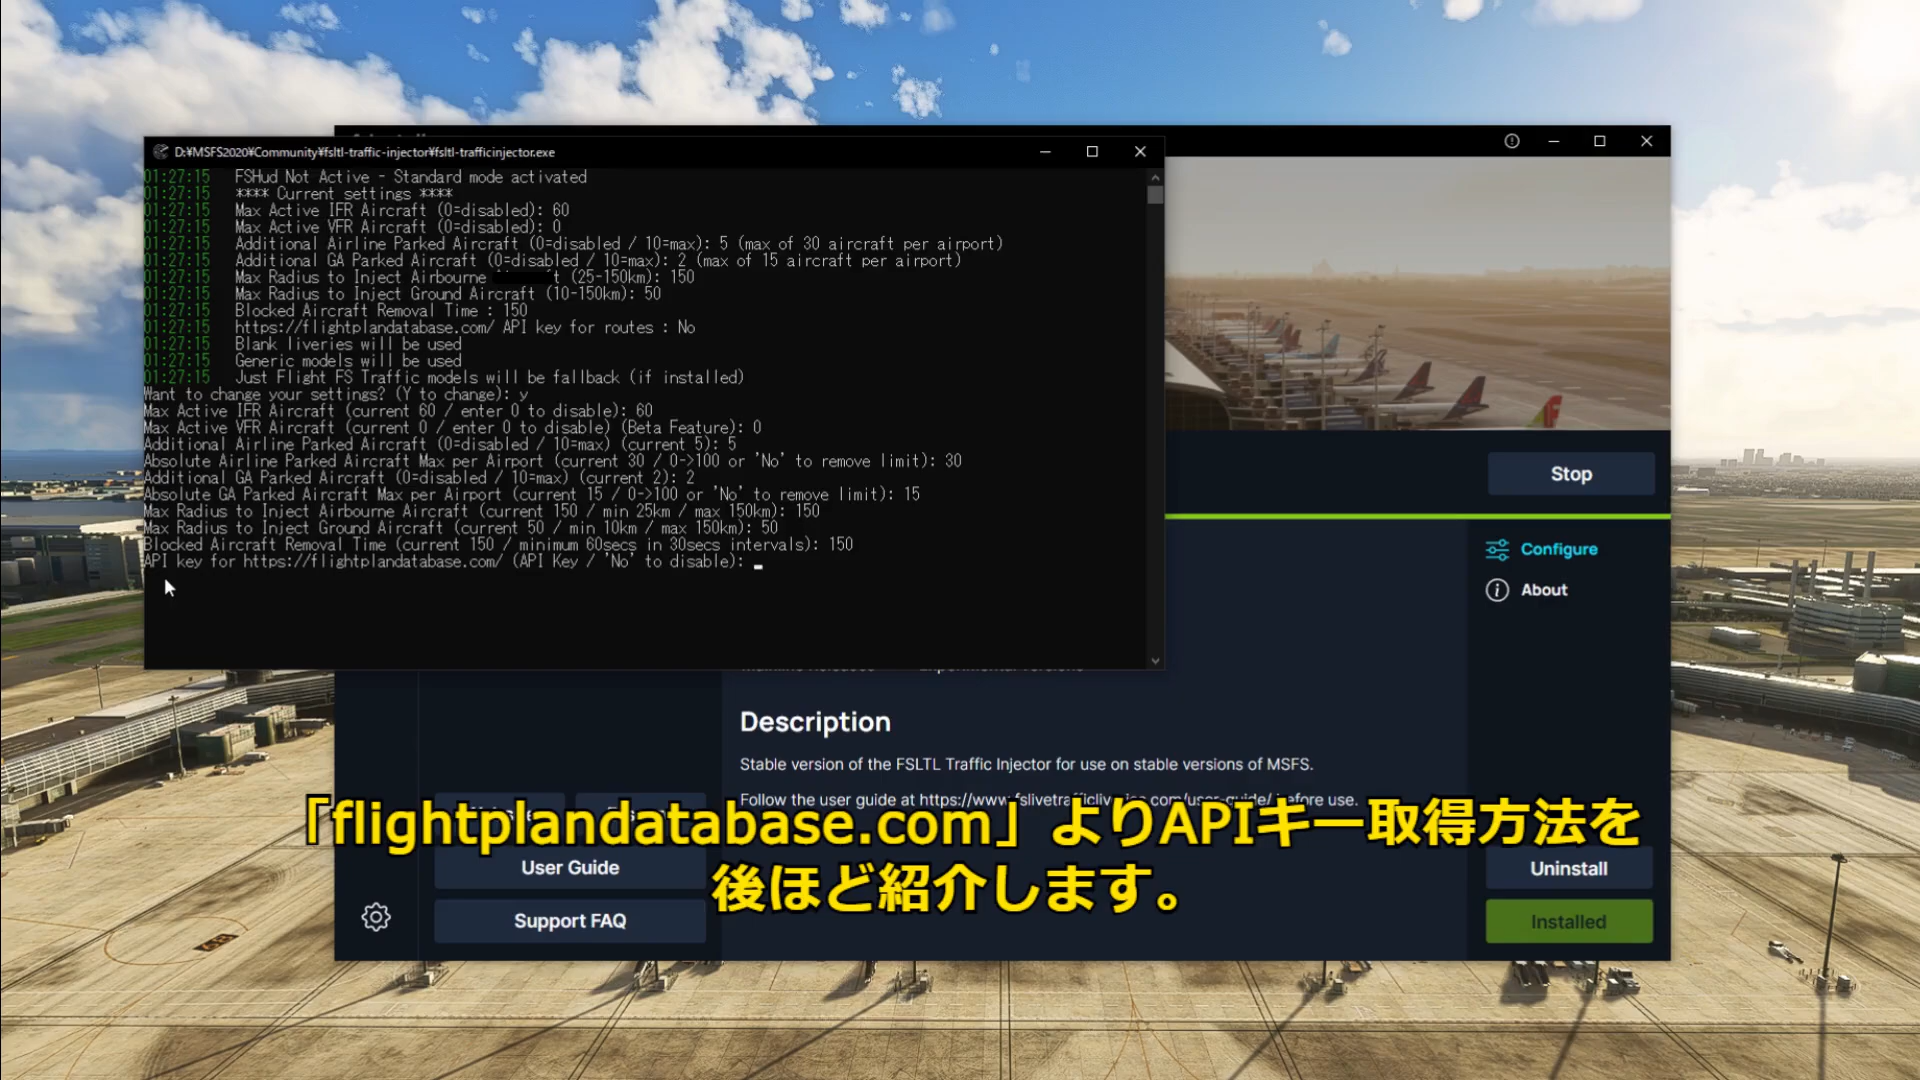 D:¥MSFS2020¥Community¥fsltl-traffic-injector¥fsltl-trafficinjector.exe
01:27:15 FSHud Not Active - Standard mode activated
01:27:15 **** Current settings ****
01:27:15 Max Active IFR Aircraft (0=disabled): 60
01:27:15 Max Active VFR Aircraft (0=disabled): 0
01:27:15 Additional Airline Parked Aircraft (0=disabled / 10=max): 5 (max of 30 aircraft per airport)
01:27:15 Additional GA Parked Aircraft (0=disabled / 10=max): 2 (max of 15 aircraft per airport)
01:27:15 Max Radius to Inject Airbourne (25-150km): 150
01:27:15 Max Radius to Inject Ground Aircraft (10-150km): 50
01:27:15 Blocked Aircraft Removal Time : 150
01:27:15 https://flightplandatabase.com/ API key for routes : No
01:27:15 Blank liveries will be used
01:27:15 Generic models will be used
01:27:15 Just Flight FS Traffic models will be fallback (if installed)
Want to change your settings? (Y to change): y
Max Active IFR Aircraft (current 60 / enter 0 to disable): 60
Max Active VFR Aircraft (current 0 / enter 0 to disable) (Beta Feature): 0
Additional Airline Parked Aircraft (0=disabled / 10=max) (current 5): 5
Absolute Airline Parked Aircraft Max per Airport (current 30 / 0->100 or 'No' to remove limit): 30
Additional GA Parked Aircraft (0=disabled / 10=max) (current 2): 2
Absolute GA Parked Aircraft Max per Airport (current 15 / 0->100 or 'No' to remove limit): 15
Max Radius to Inject Airbourne Aircraft (current 150 / min 25km / max 150km): 150
Max Radius to Inject Ground Aircraft (current 50 / min 10km / max 150km): 50
Blocked Aircraft Removal Time (current 150 / minimum 60secs in 30secs intervals): 150
API key for https://flightplandatabase.com/ (API Key / 'No' to disable):
Stop
Configure
About
Description
Stable version of the FSLTL Traffic Injector for use on stable versions of MSFS.
Follow the user guide at https://www.fslivetrafficliveries.com/user-guide/ before use.
「flightplandatabase.com」よりAPIキー取得方法を
後ほど紹介します。
User Guide
Support FAQ
Uninstall
Installed